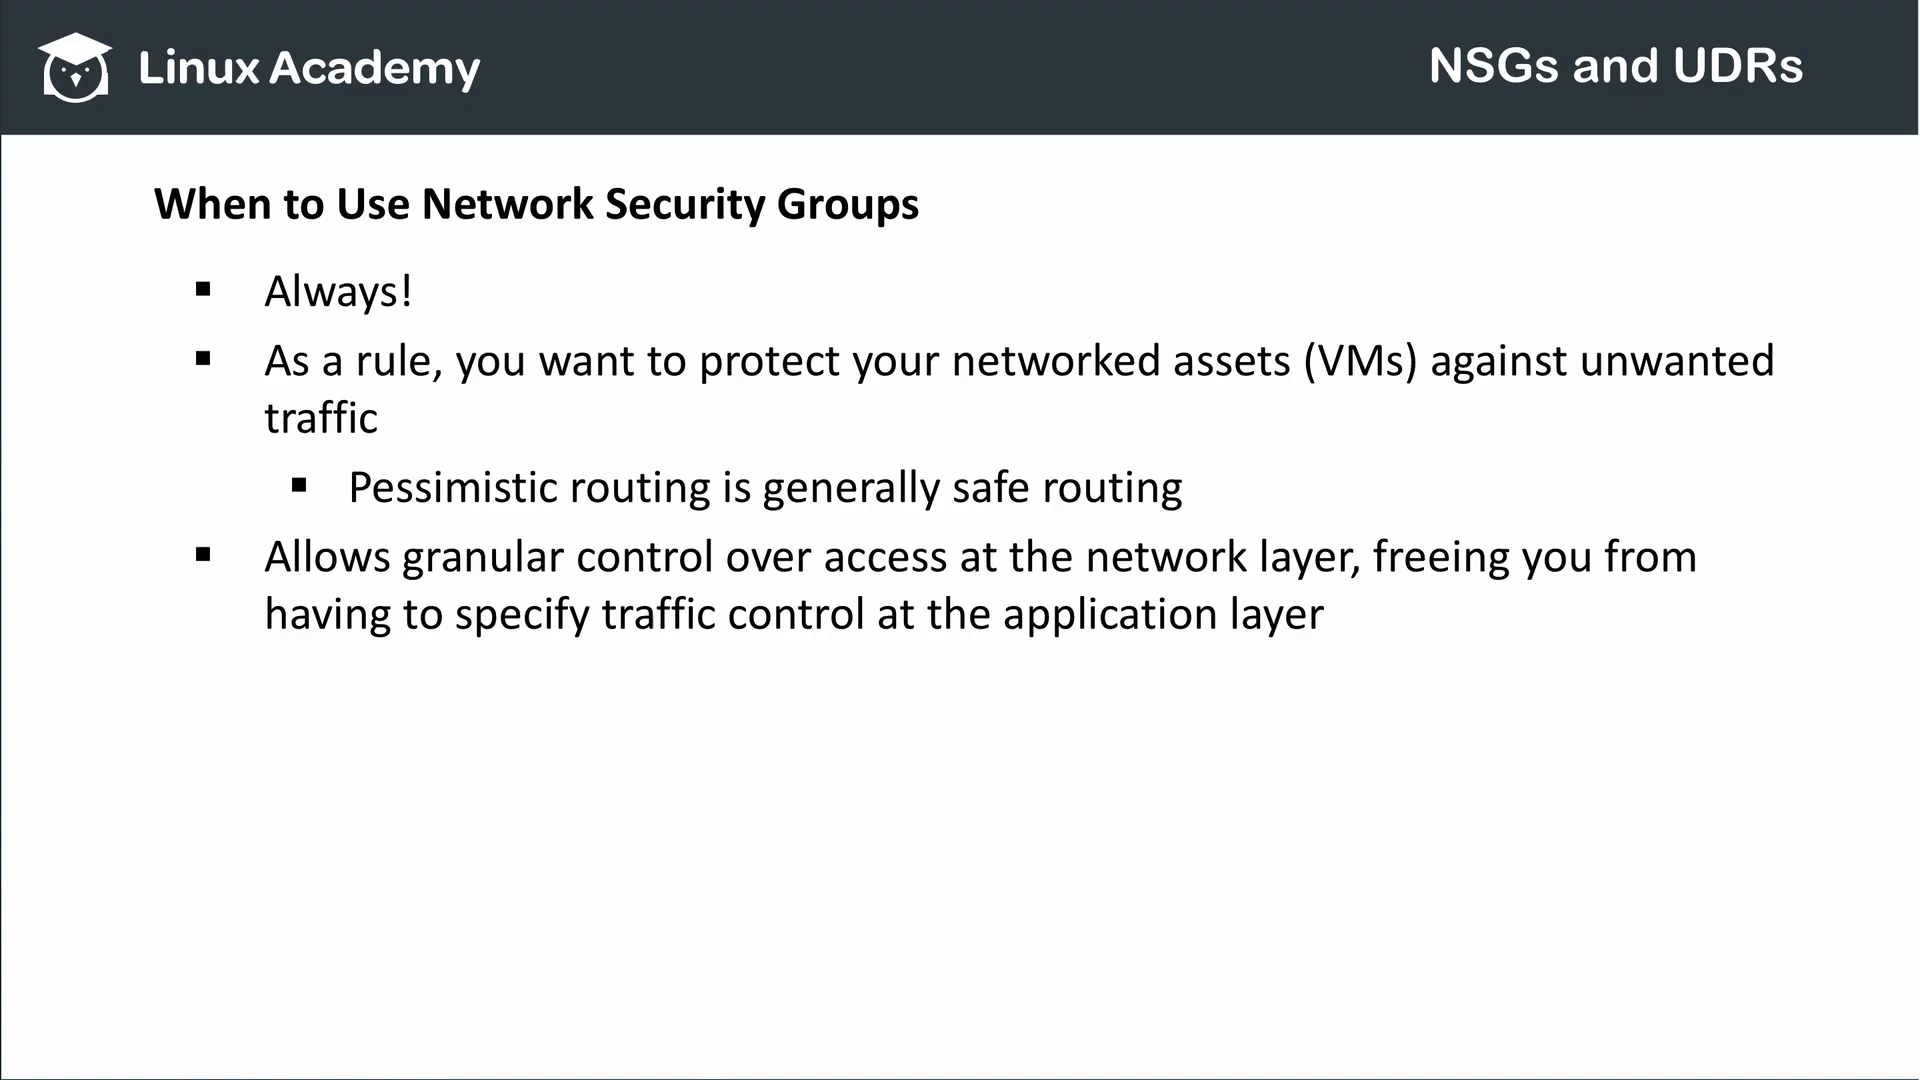 Linux Academy
NSGs and UDRs
When to Use Network Security Groups
▪ Always!
▪ As a rule, you want to protect your networked assets (VMs) against unwanted
traffic
▪ Pessimistic routing is generally safe routing
▪ Allows granular control over access at the network layer, freeing you from
having to specify traffic control at the application layer